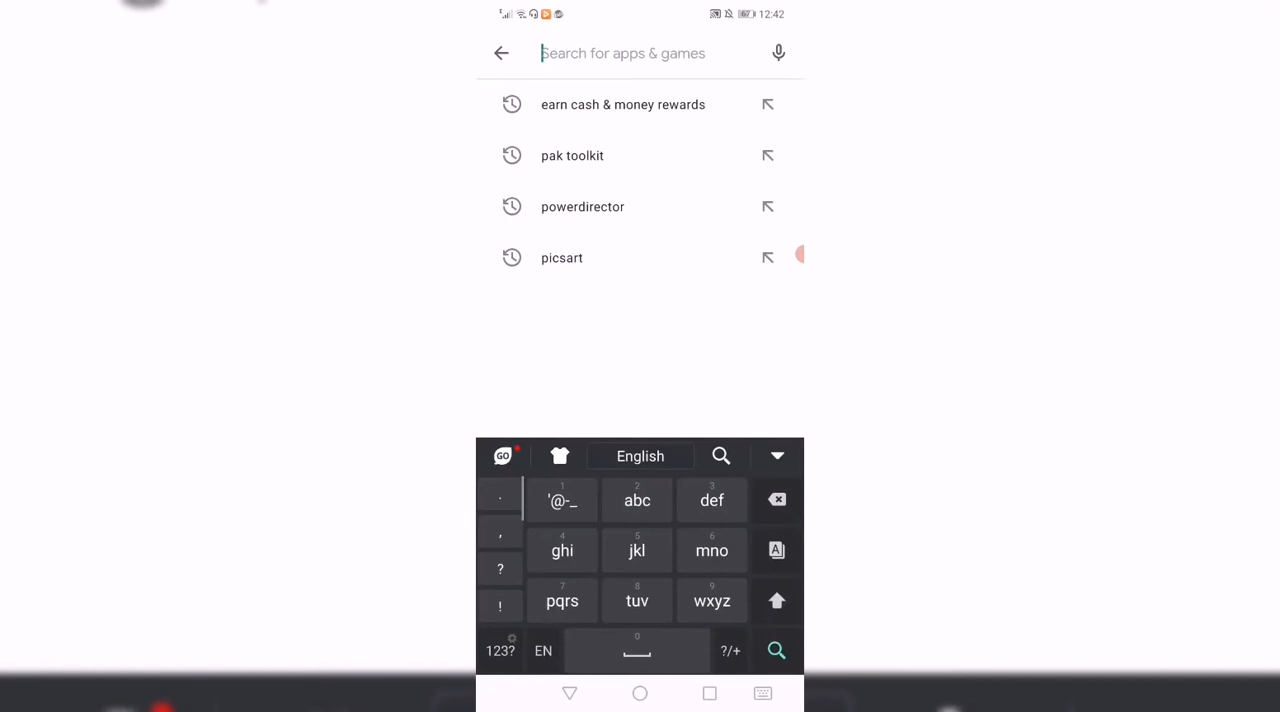 12:42
Search for apps & games
earn cash & money rewards
pak toolkit
powerdirector
picsart
GO English
. 1 '@-_ 2 abc 3 def
, 4 ghi 5 jkl 6 mno A
? 7 pqrs 8 tuv 9 wxyz
!
123? EN 0 ?/+